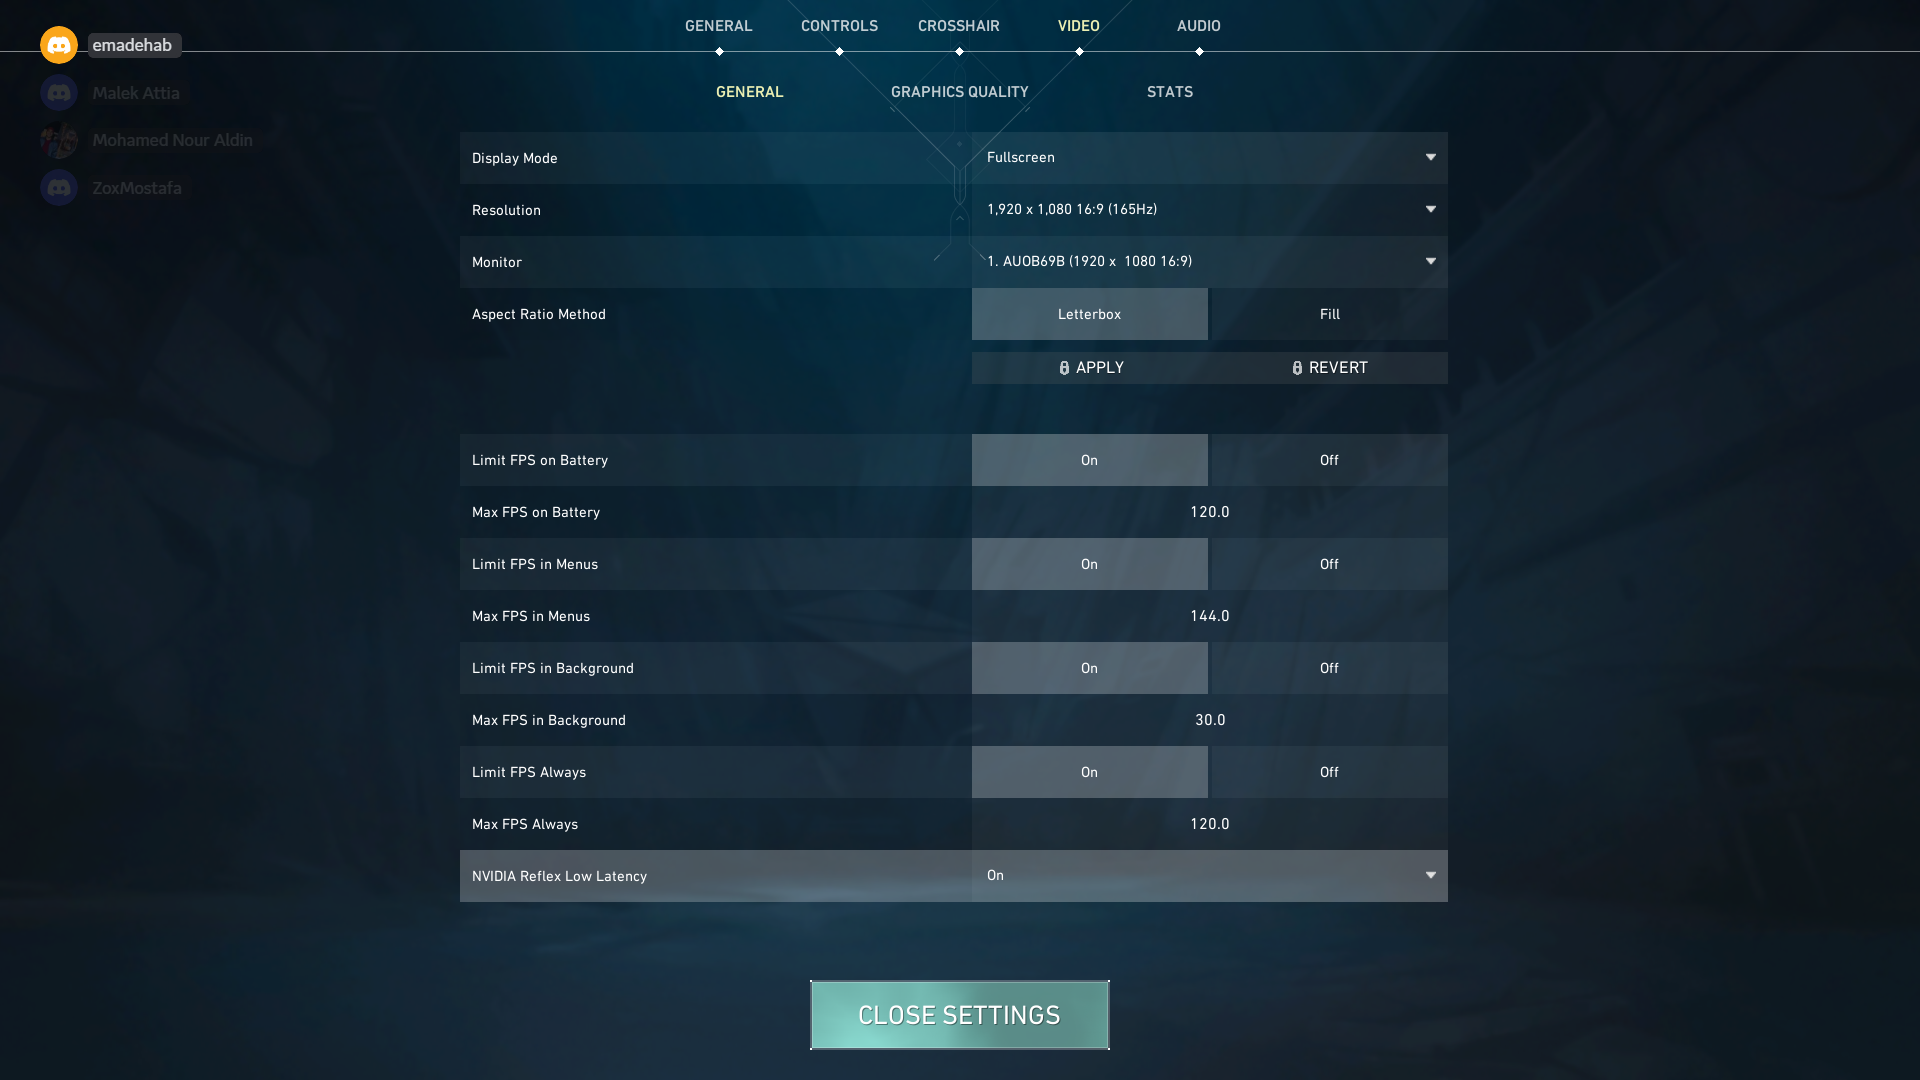 GENERAL CONTROLS CROSSHAIR VIDEO AUDIO
emadehab
Malek Attia
Mohamed Nour Aldin
ZoxMostafa
GENERAL GRAPHICS QUALITY STATS
Display Mode Fullscreen
Resolution 1,920 x 1,080 16:9 (165Hz)
Monitor 1. AUOB69B (1920 x 1080 16:9)
Aspect Ratio Method Letterbox Fill
APPLY REVERT
Limit FPS on Battery On Off
Max FPS on Battery 120.0
Limit FPS in Menus On Off
Max FPS in Menus 144.0
Limit FPS in Background On Off
Max FPS in Background 30.0
Limit FPS Always On Off
Max FPS Always 120.0
NVIDIA Reflex Low Latency On
CLOSE SETTINGS